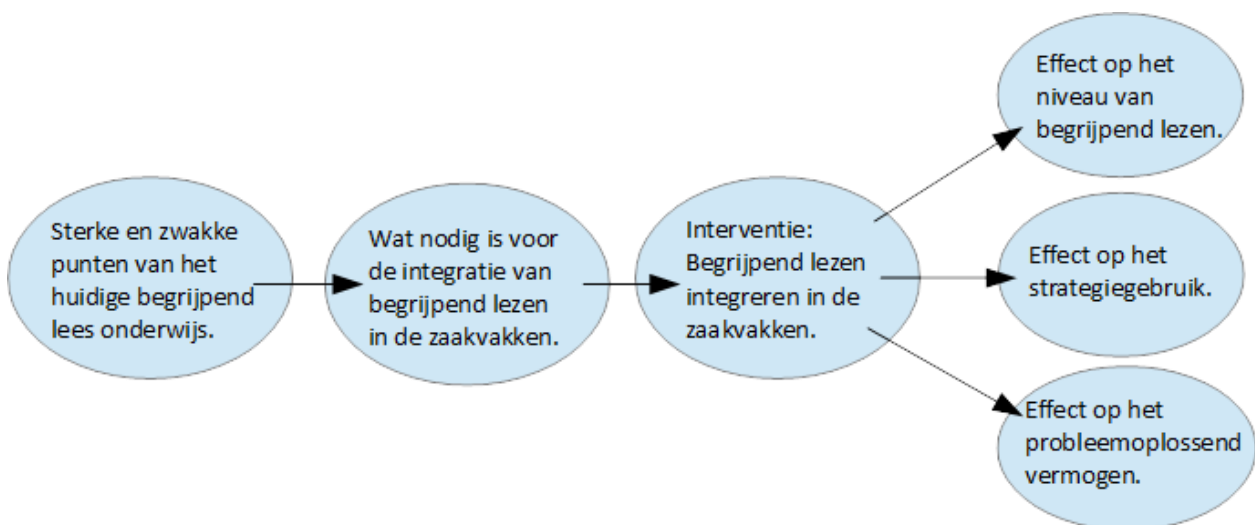 Sterke en zwakke
punten van het
huidige begrijpend
lees onderwijs.
Wat nodig is voor
de integratie van
begrijpend lezen
in de zaakvakken.
Interventie:
Begrijpend lezen
integreren in de
zaakvakken.
Effect op het
niveau van
begrijpend lezen.
Effect op het
strategiegebruik.
Effect op het
probleemoplossend
vermogen.